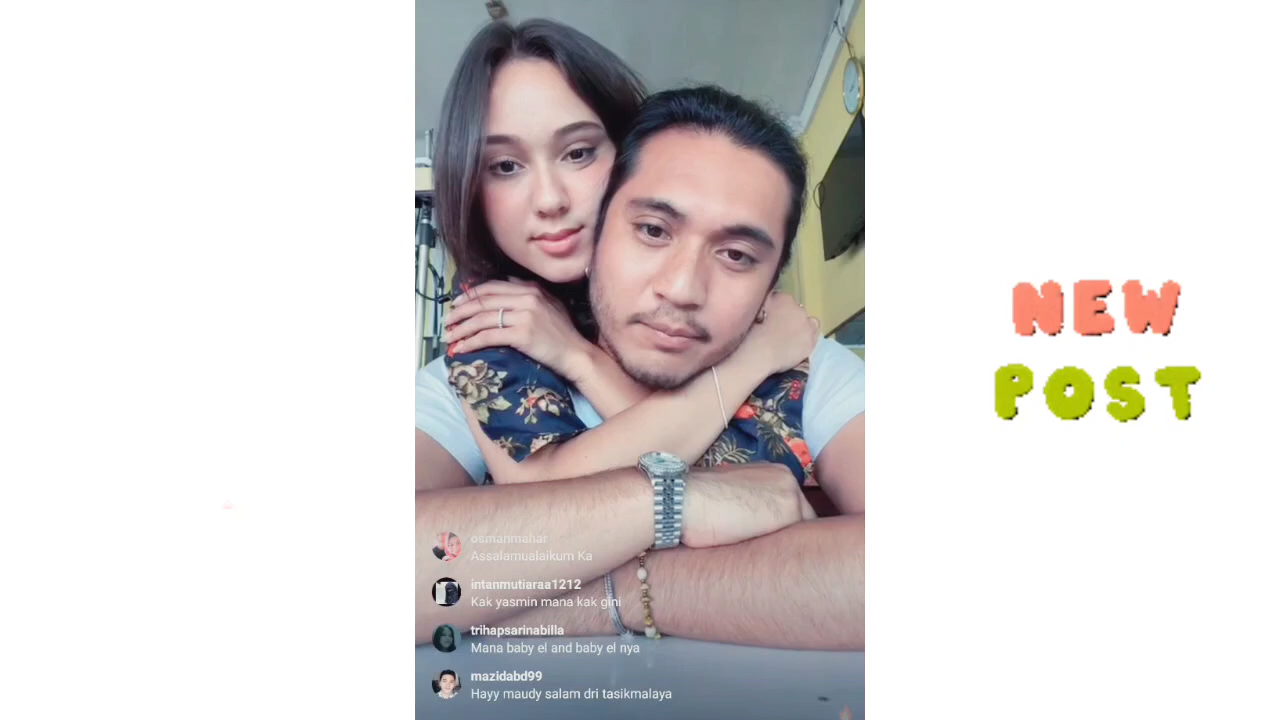 osmanmahar
Assalamualaikum Ka
intanmutiaraa1212
Kak yasmin mana kak gini
trihapsarinabilla
Mana baby el and baby el nya
mazidabd99
Hayy maudy salam dri tasikmalaya
NEW
POST